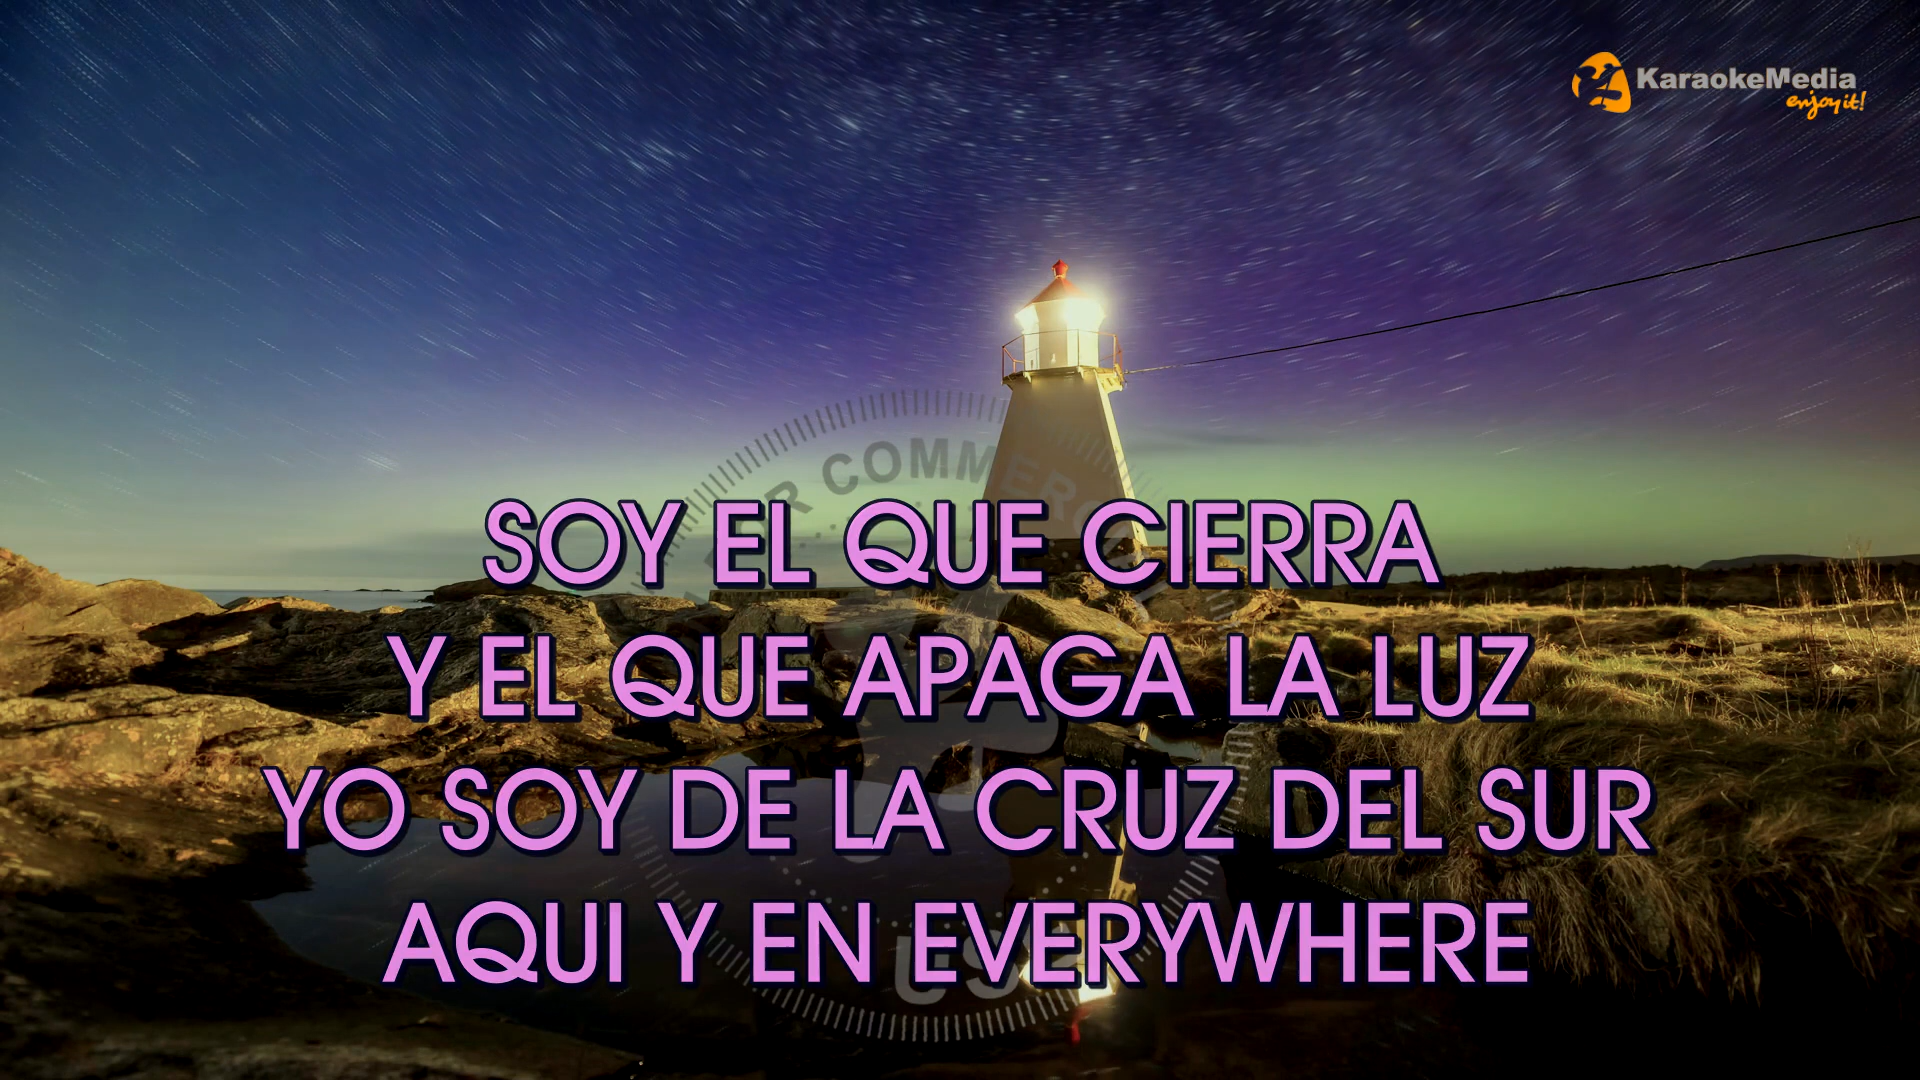 KaraokeMedia
enjoy it!
R COMMERC
SOY EL QUE CIERRA
Y EL QUE APAGA LA LUZ
YO SOY DE LA CRUZ DEL SUR
AQUI Y EN EVERYWHERE